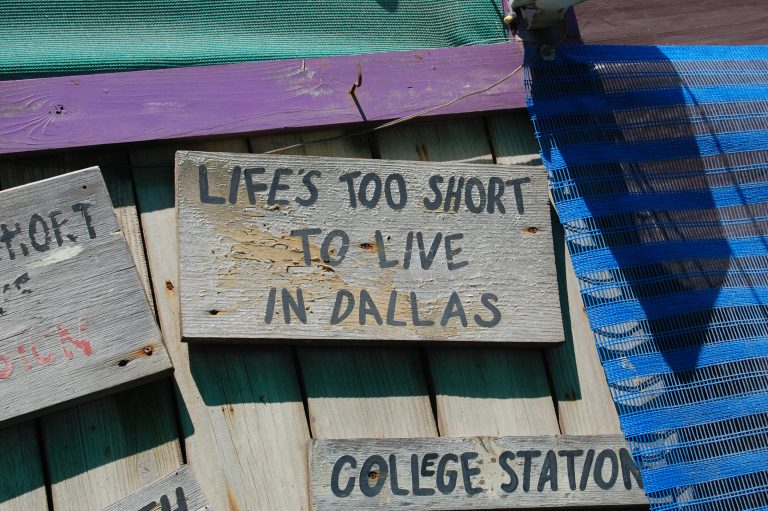 LIFE'S TOO SHORT
TO LIVE
IN DALLAS
COLLEGE STATION